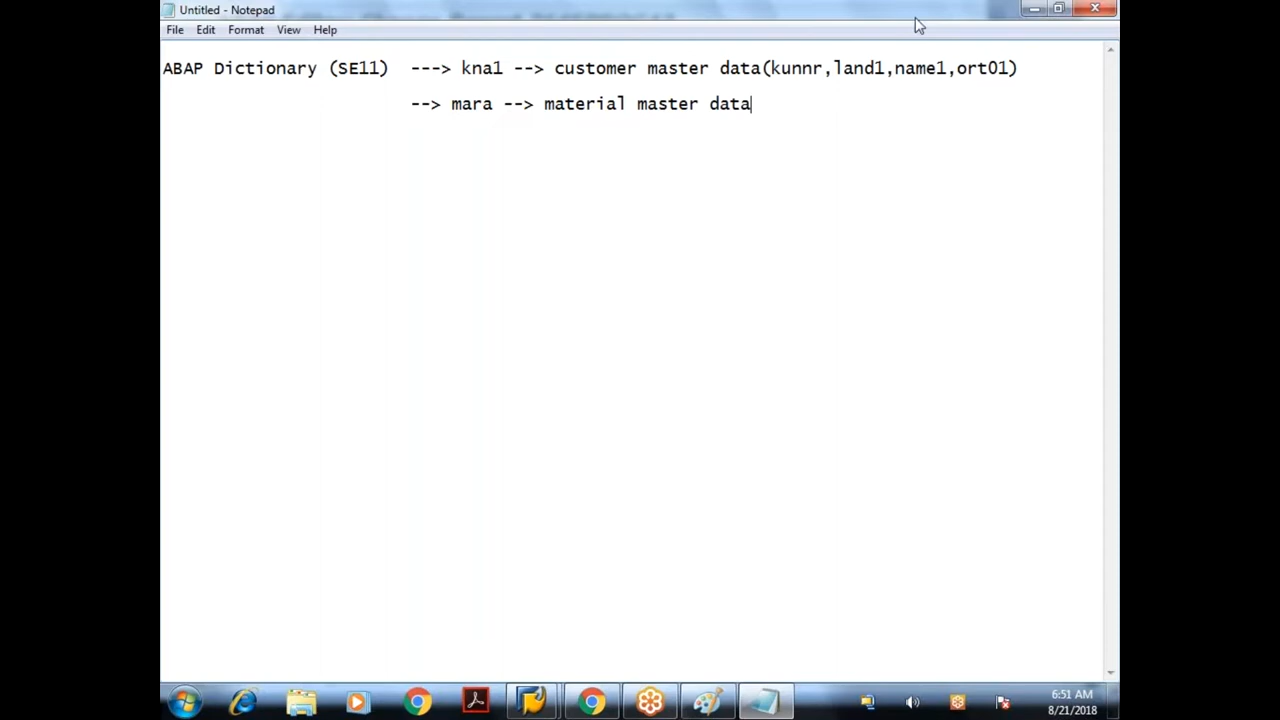 Untitled - Notepad
File Edit Format View Help
ABAP Dictionary (SE11) ---> kna1 --> customer master data(kunnr,land1,name1,ort01)
--> mara --> material master data
6:51 AM
8/21/2018